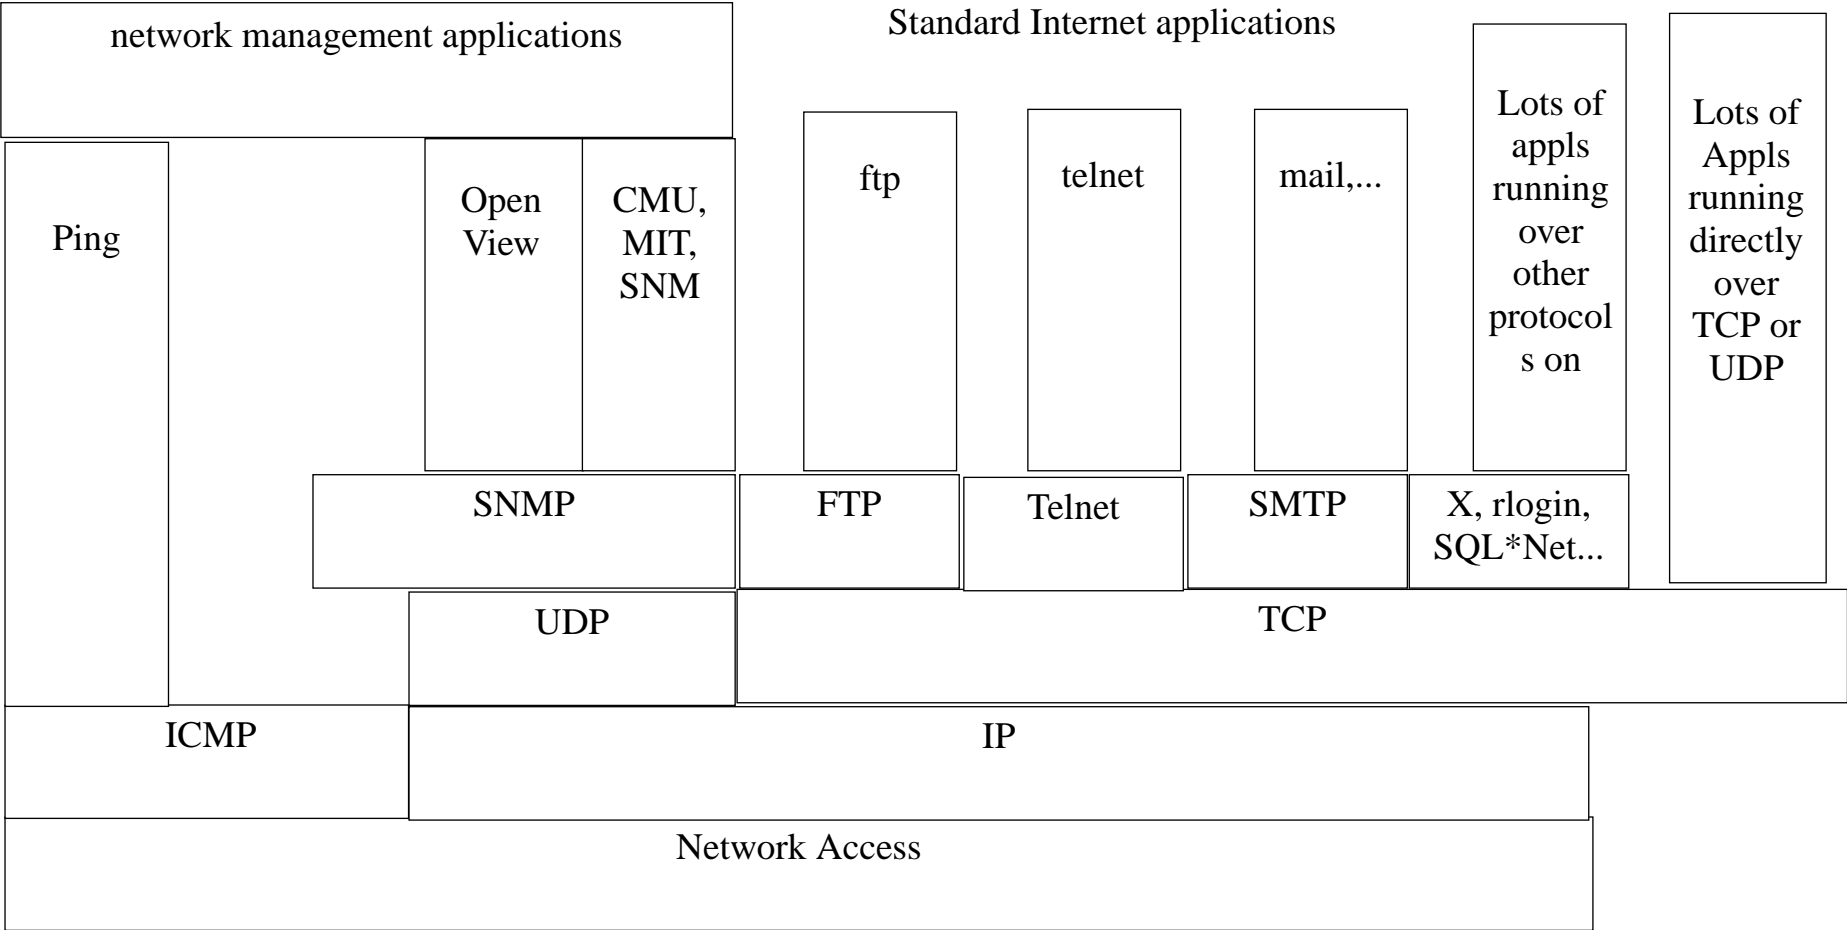 network management applications
Standard Internet applications
Ping
Open
View
CMU,
MIT,
SNM
ftp
telnet
mail,...
Lots of
appls
running
over
other
protocol
s on
Lots of
Appls
running
directly
over
TCP or
UDP
SNMP
FTP
Telnet
SMTP
X, rlogin,
SQL*Net...
UDP
TCP
ICMP
IP
Network Access